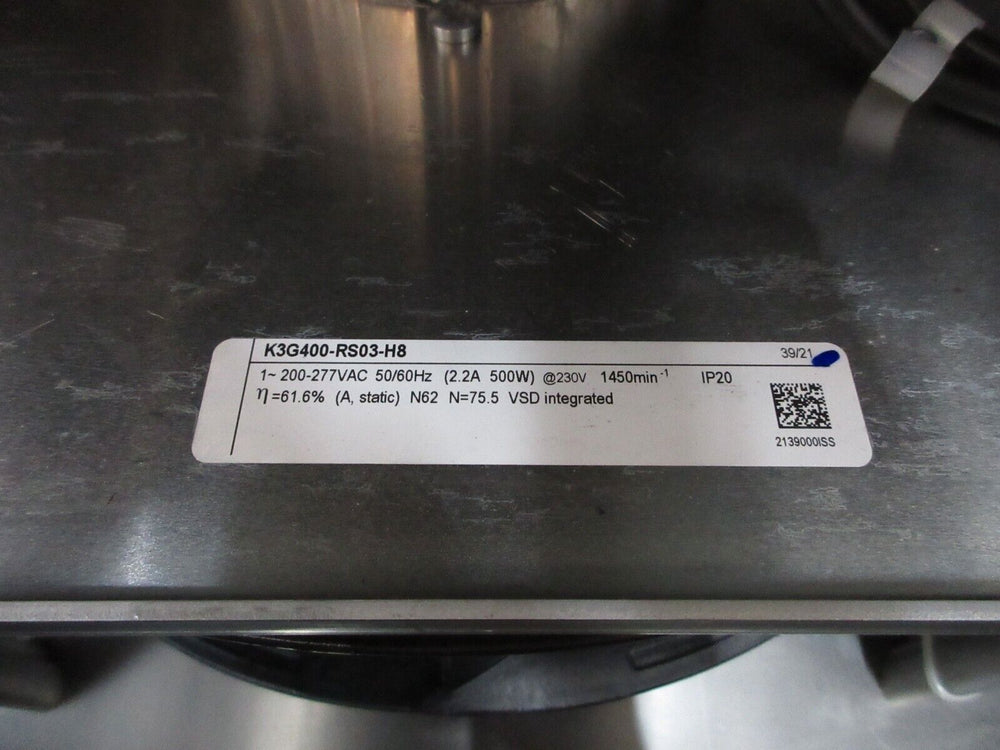 K3G400-RS03-H8 39/21
1~ 200-277VAC 50/60Hz (2.2A 500W) @230V 1450min⁻¹ IP20
η=61.6% (A, static) N62 N=75.5 VSD integrated
2139000ISS